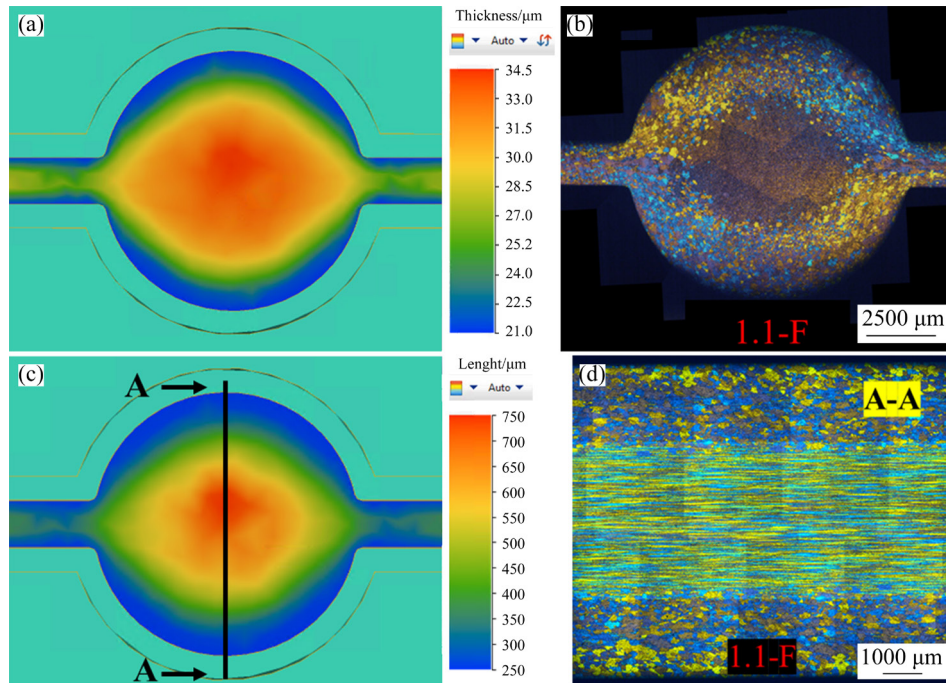 (a)
Thickness/μm
Auto
34.5
33.0
31.5
30.0
28.5
27.0
25.2
24.0
22.5
21.0
(b)
1.1-F
2500 μm
(c)
A
A
Lenght/μm
Auto
750
700
650
600
550
500
450
400
350
300
250
(d)
A-A
1.1-F
1000 μm